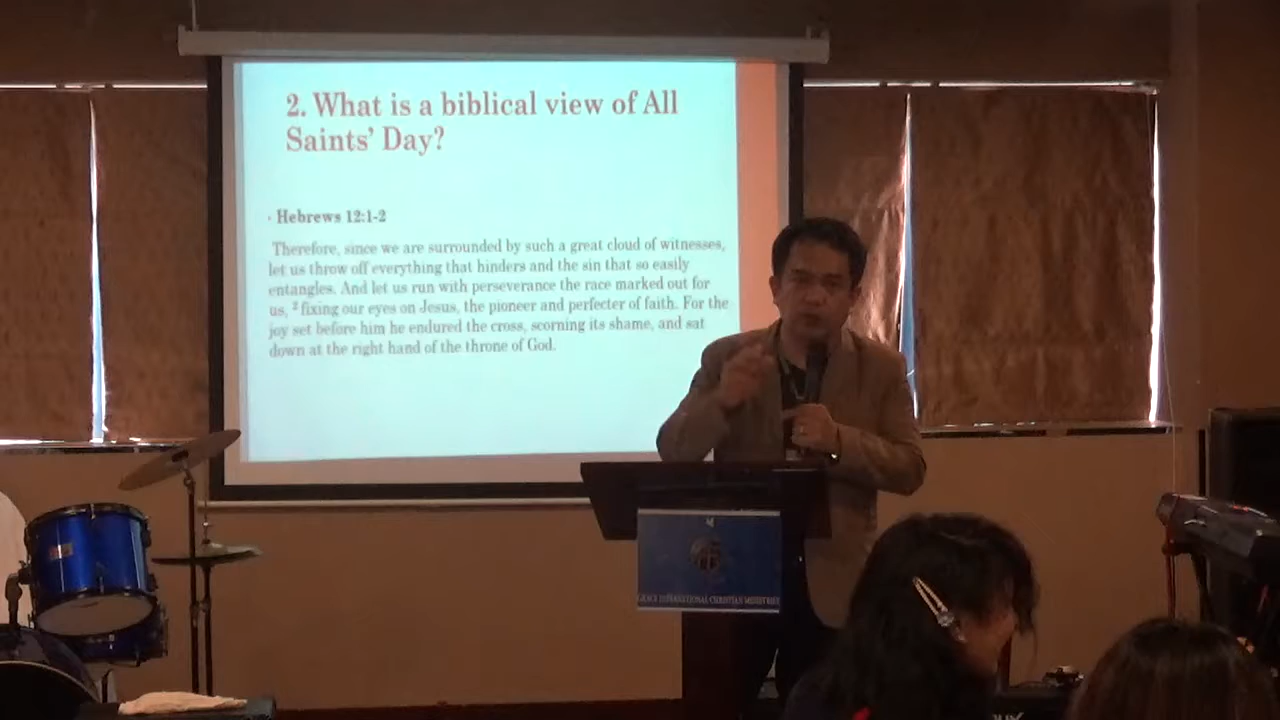 2. What is a biblical view of All
Saints’ Day?
· Hebrews 12:1-2
Therefore, since we are surrounded by such a great cloud of witnesses,
let us throw off everything that hinders and the sin that so easily
entangles. And let us run with perseverance the race marked out for
us, ² fixing our eyes on Jesus, the pioneer and perfecter of faith. For the
joy set before him he endured the cross, scorning its shame, and sat
down at the right hand of the throne of God.
GRACE INTERNATIONAL CHRISTIAN MINISTRIES